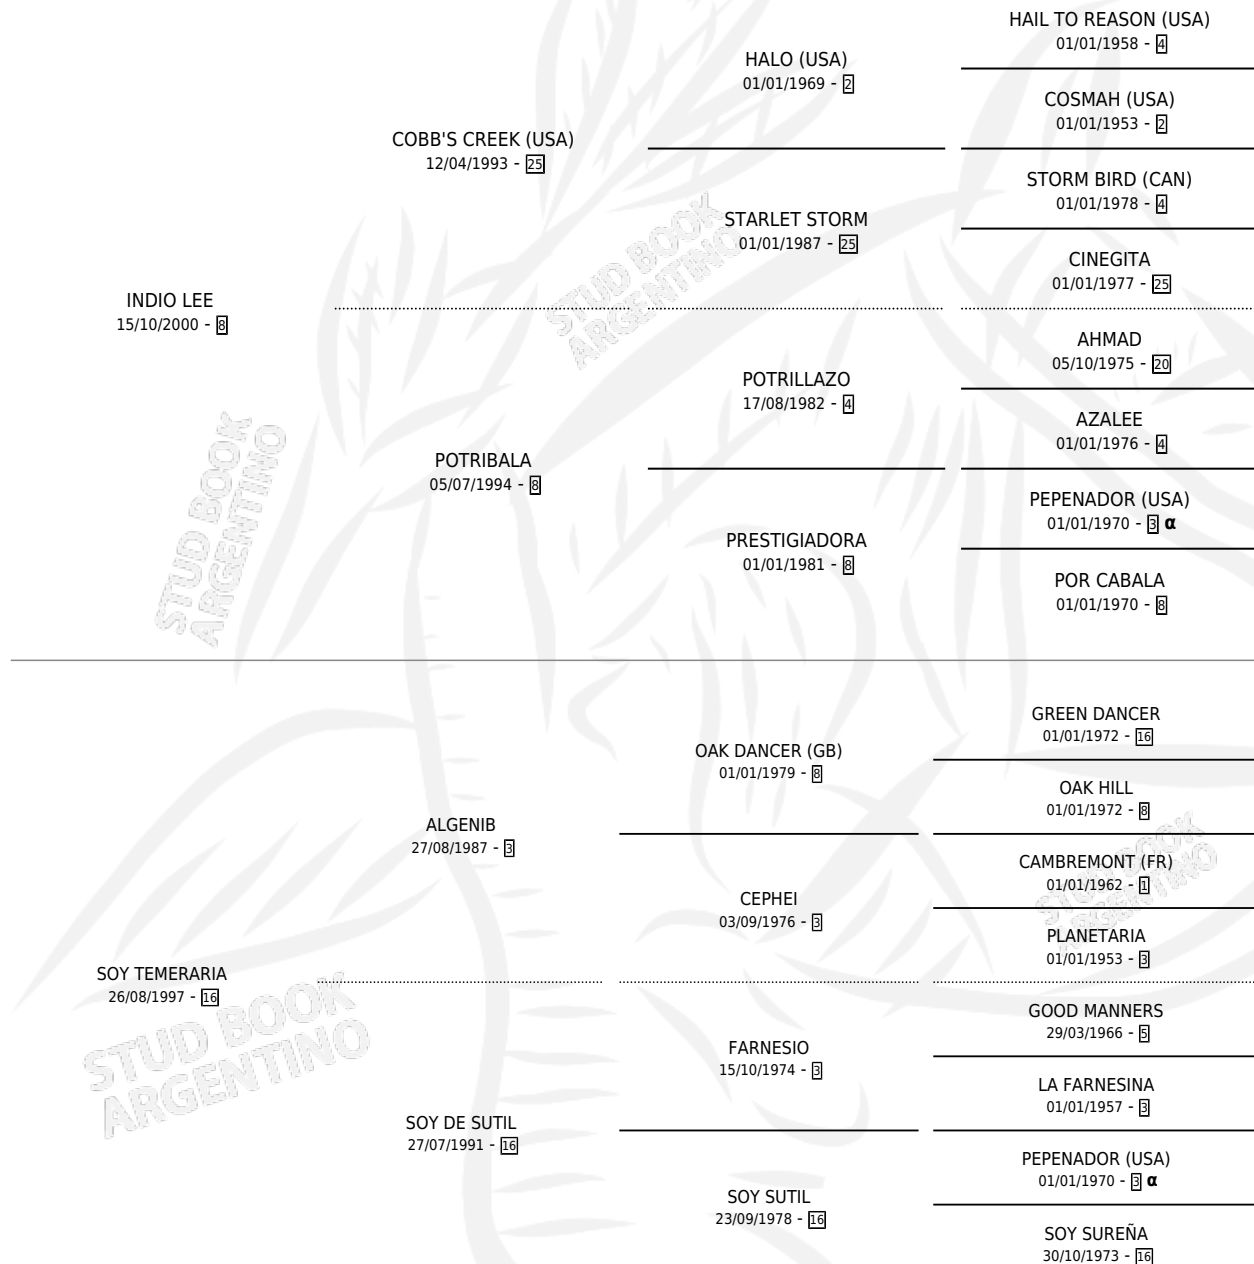 HAIL TO REASON (USA)
01/01/1958 - 4
HALO (USA)
01/01/1969 - 2
COSMAH (USA)
01/01/1953 - 2
COBB'S CREEK (USA)
12/04/1993 - 25
STORM BIRD (CAN)
01/01/1978 - 4
STARLET STORM
01/01/1987 - 25
CINEGITA
01/01/1977 - 25
INDIO LEE
15/10/2000 - 8
AHMAD
05/10/1975 - 20
POTRILLAZO
17/08/1982 - 4
AZALEE
01/01/1976 - 4
POTRIBALA
05/07/1994 - 8
PEPENADOR (USA)
01/01/1970 - 3 α
PRESTIGIADORA
01/01/1981 - 8
POR CABALA
01/01/1970 - 8
GREEN DANCER
01/01/1972 - 16
OAK DANCER (GB)
01/01/1979 - 8
OAK HILL
01/01/1972 - 8
ALGENIB
27/08/1987 - 3
CAMBREMONT (FR)
01/01/1962 - 1
CEPHEI
03/09/1976 - 3
PLANETARIA
01/01/1953 - 3
SOY TEMERARIA
26/08/1997 - 16
GOOD MANNERS
29/03/1966 - 5
FARNESIO
15/10/1974 - 3
LA FARNESINA
01/01/1957 - 3
SOY DE SUTIL
27/07/1991 - 16
PEPENADOR (USA)
01/01/1970 - 3 α
SOY SUTIL
23/09/1978 - 16
SOY SUREÑA
30/10/1973 - 16
STUD BOOK
ARGENTINO
STUD BOOK
ARGENTINO
STUD BOOK
ARGENTINO
STUD BOOK
ARGENTINO